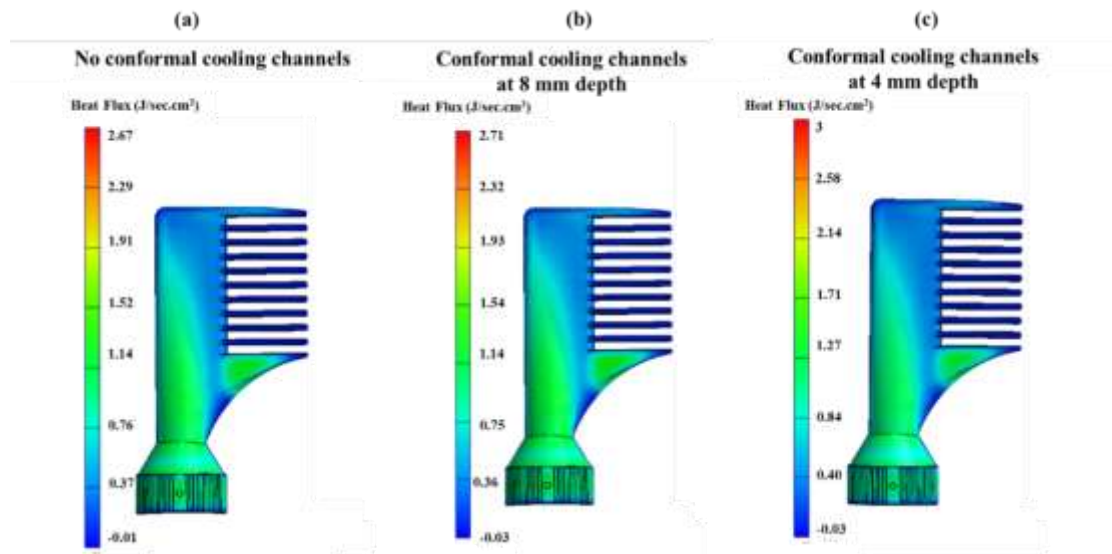 (a)
No conformal cooling channels
Heat Flux (J/sec.cm²)
2.67
2.29
1.91
1.52
1.14
0.76
0.37
-0.01
(b)
Conformal cooling channels
at 8 mm depth
Heat Flux (J/sec.cm²)
2.71
2.32
1.93
1.54
1.14
0.75
0.36
-0.03
(c)
Conformal cooling channels
at 4 mm depth
Heat Flux (J/sec.cm²)
3
2.58
2.14
1.71
1.27
0.84
0.40
-0.03